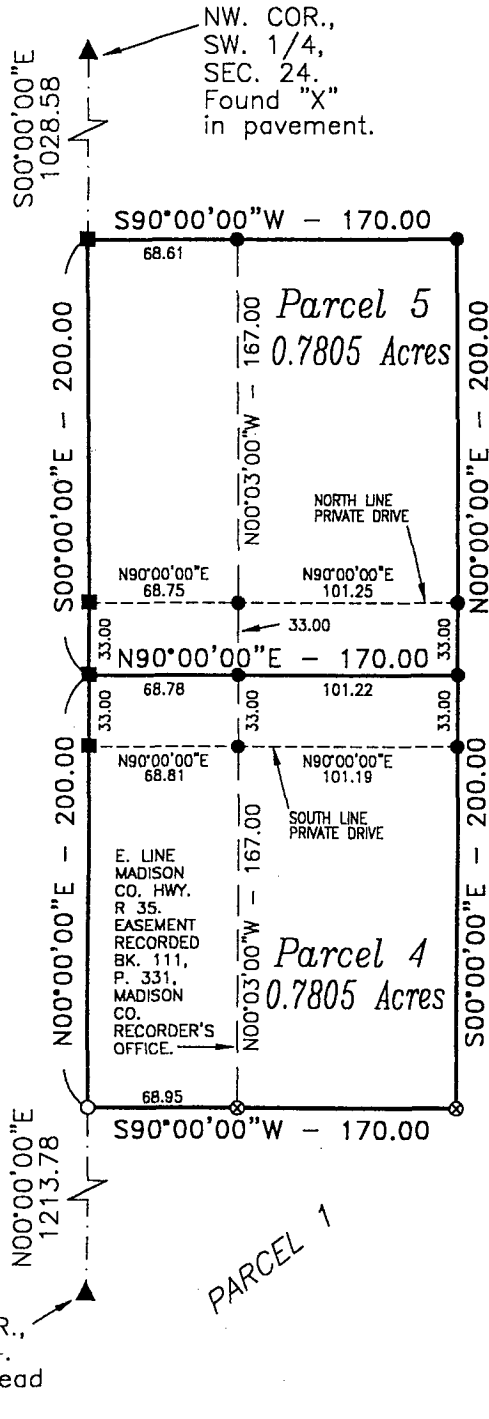 NW. COR.,
SW. 1/4,
SEC. 24.
Found "X"
in pavement.
S00°00'00"E
1028.58
S90°00'00"W - 170.00
68.61
Parcel 5
0.7805 Acres
S00°00'00"E - 200.00
N00°03'00"W - 167.00
N00°00'00"E - 200.00
NORTH LINE
PRIVATE DRIVE
N90°00'00"E
68.75
N90°00'00"E
101.25
33.00
33.00
33.00
N90°00'00"E - 170.00
68.78
101.22
33.00
33.00
33.00
N90°00'00"E
68.81
N90°00'00"E
101.19
SOUTH LINE
PRIVATE DRIVE
N00°00'00"E - 200.00
E. LINE
MADISON
CO. HWY.
R 35.
EASEMENT
RECORDED
BK. 111,
P. 331,
MADISON
CO.
RECORDER'S
OFFICE.
N00°03'00"W - 167.00
Parcel 4
0.7805 Acres
S00°00'00"E - 200.00
68.95
S90°00'00"W - 170.00
N00°00'00"E
1213.78
PARCEL 1
R.,
ead